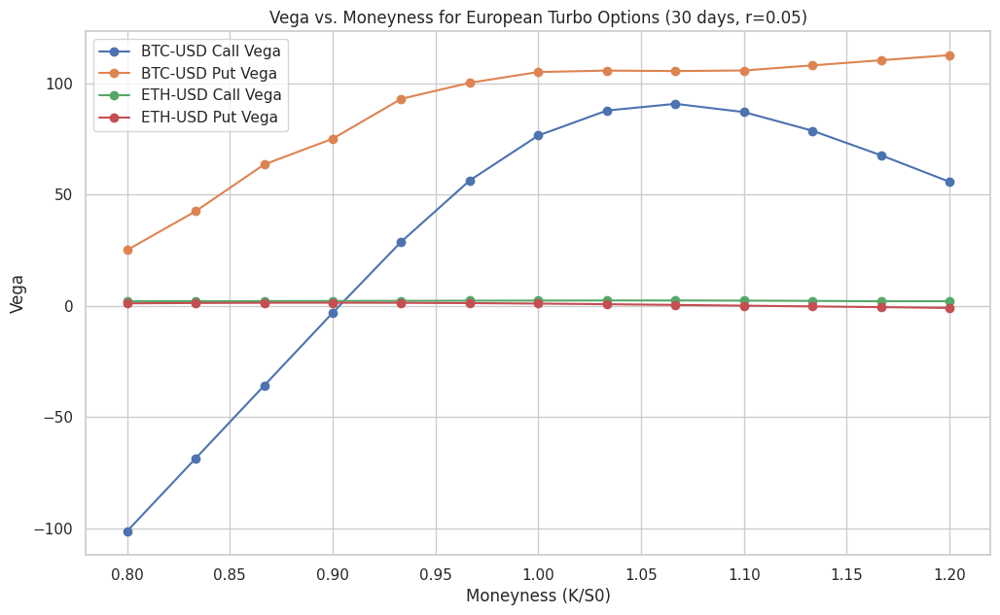 Vega vs. Moneyness for European Turbo Options (30 days, r=0.05)
BTC-USD Call Vega
BTC-USD Put Vega
ETH-USD Call Vega
ETH-USD Put Vega
Vega
100
50
0
−50
−100
0.80 0.85 0.90 0.95 1.00 1.05 1.10 1.15 1.20
Moneyness (K/S0)